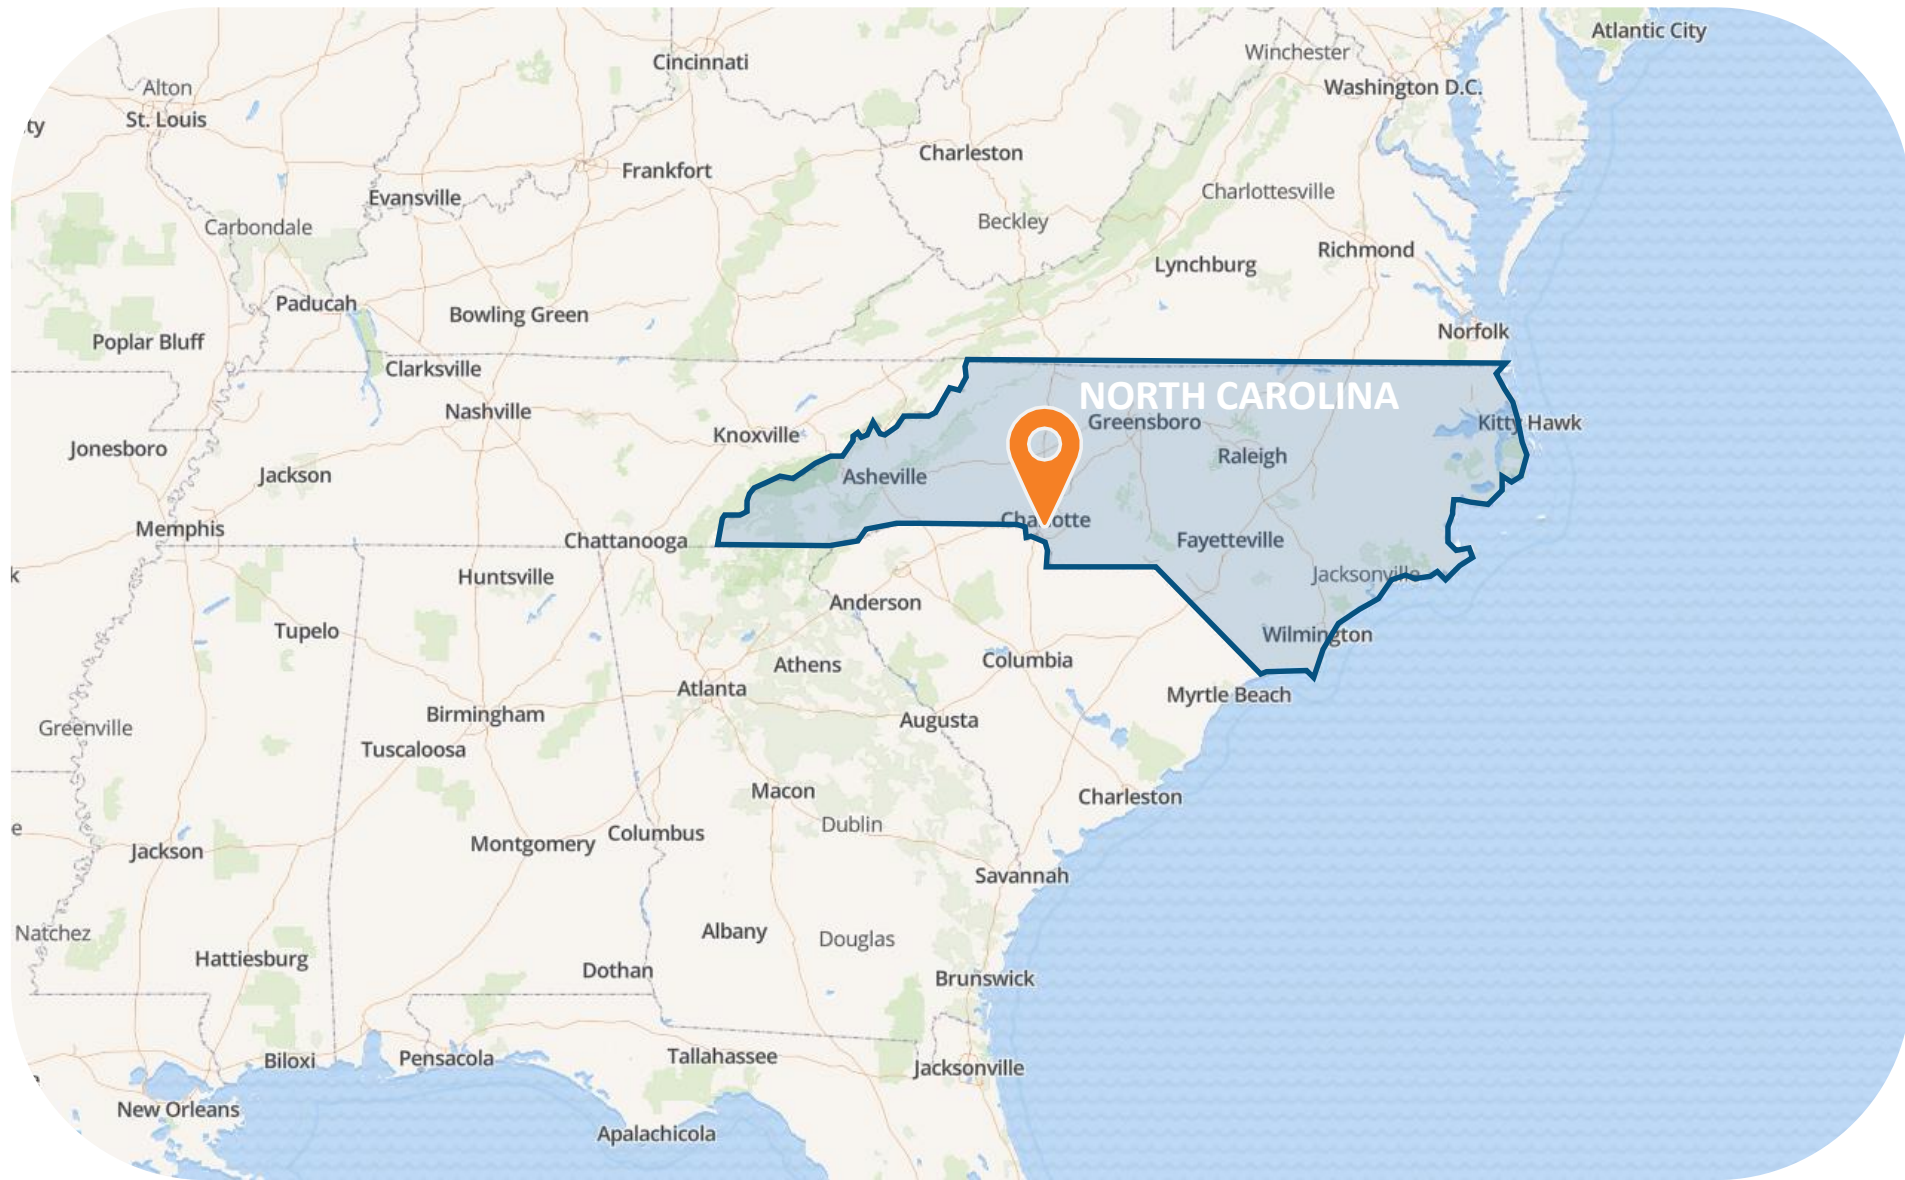 Atlantic City
Cincinnati
Winchester
Washington D.C.
Alton
St. Louis
ty
Charleston
Frankfort
Evansville
Charlottesville
Carbondale
Beckley
Richmond
Lynchburg
Paducah
Bowling Green
Norfolk
Poplar Bluff
Clarksville
NORTH CAROLINA
Nashville
Greensboro
Kitty Hawk
Knoxville
Jonesboro
Raleigh
Jackson
Asheville
Charlotte
Memphis
Chattanooga
Fayetteville
k
Huntsville
Jacksonville
Anderson
Tupelo
Wilmington
Columbia
Athens
Atlanta
Myrtle Beach
Birmingham
Augusta
Greenville
Tuscaloosa
Macon
Charleston
Dublin
e
Columbus
Montgomery
Jackson
Savannah
Albany
Natchez
Douglas
Hattiesburg
Dothan
Brunswick
Tallahassee
Pensacola
Biloxi
Jacksonville
New Orleans
Apalachicola